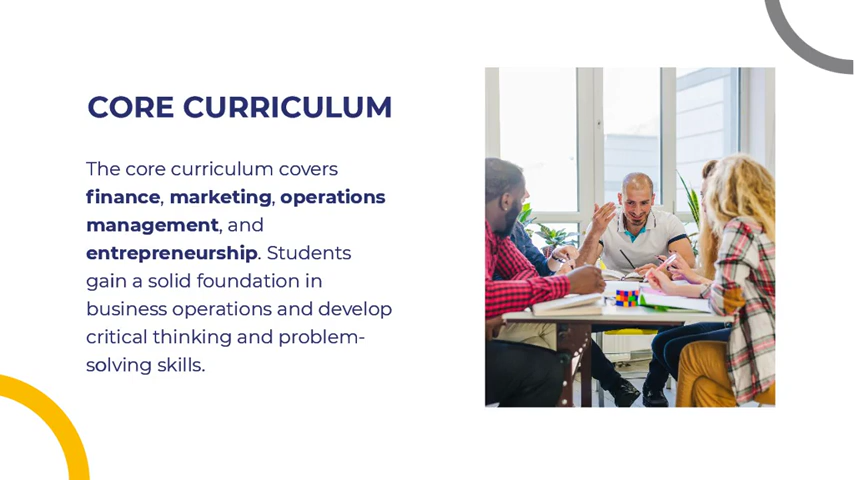 CORE CURRICULUM
The core curriculum covers
finance, marketing, operations
management, and
entrepreneurship. Students
gain a solid foundation in
business operations and develop
critical thinking and problem-
solving skills.